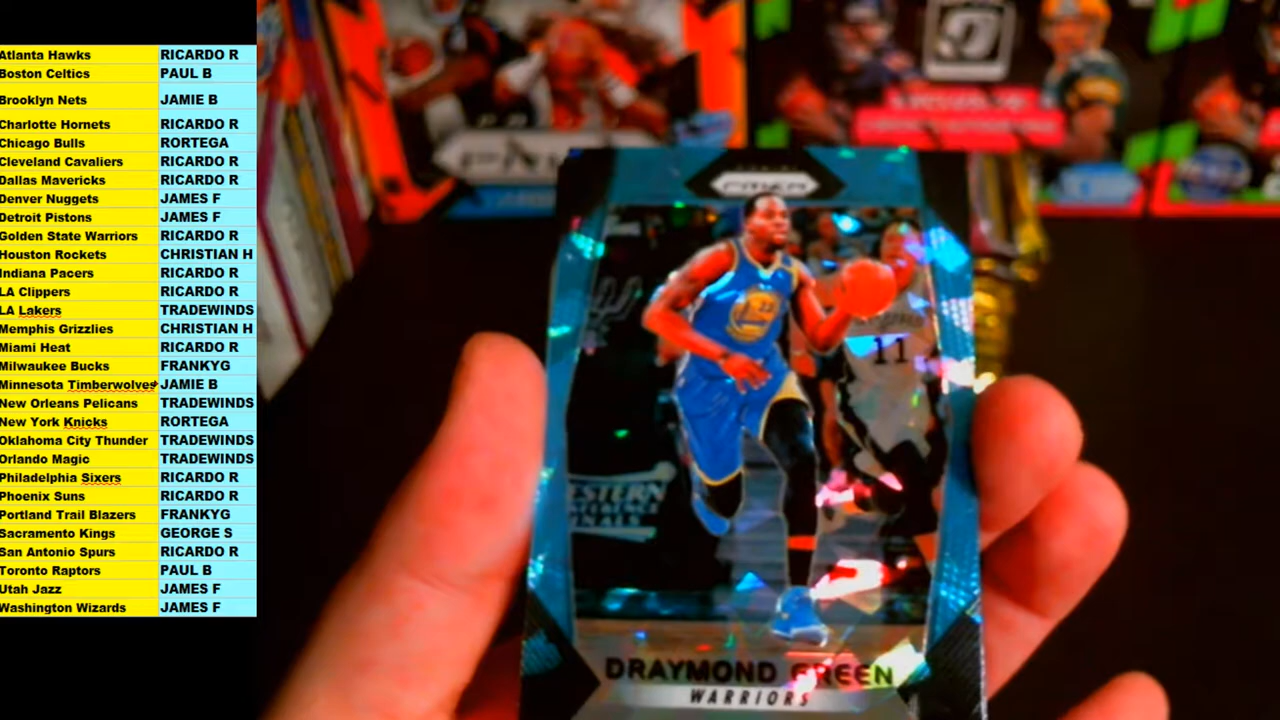 Atlanta Hawks RICARDO R
Boston Celtics PAUL B
Brooklyn Nets JAMIE B
Charlotte Hornets RICARDO R
Chicago Bulls RORTEGA
Cleveland Cavaliers RICARDO R
Dallas Mavericks RICARDO R
Denver Nuggets JAMES F
Detroit Pistons JAMES F
Golden State Warriors RICARDO R
Houston Rockets CHRISTIAN H
Indiana Pacers RICARDO R
LA Clippers RICARDO R
LA Lakers TRADEWINDS
Memphis Grizzlies CHRISTIAN H
Miami Heat RICARDO R
Milwaukee Bucks FRANKYG
Minnesota Timberwolves JAMIE B
New Orleans Pelicans TRADEWINDS
New York Knicks RORTEGA
Oklahoma City Thunder TRADEWINDS
Orlando Magic TRADEWINDS
Philadelphia Sixers RICARDO R
Phoenix Suns RICARDO R
Portland Trail Blazers FRANKYG
Sacramento Kings GEORGE S
San Antonio Spurs RICARDO R
Toronto Raptors PAUL B
Utah Jazz JAMES F
Washington Wizards JAMES F
PRIZM
11
DRAYMOND GREEN
WARRIORS